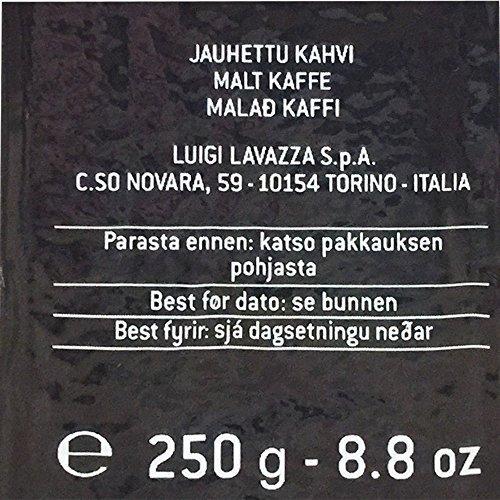 JAUHETTU KAHVI
MALT KAFFE
MALAÐ KAFFI
LUIGI LAVAZZA S.p.A.
C.SO NOVARA, 59 - 10154 TORINO - ITALIA
Parasta ennen: katso pakkauksen
pohjasta
Best før dato: se bunnen
Best fyrir: sjá dagsetningu neðar
℮ 250 g - 8.8 oz